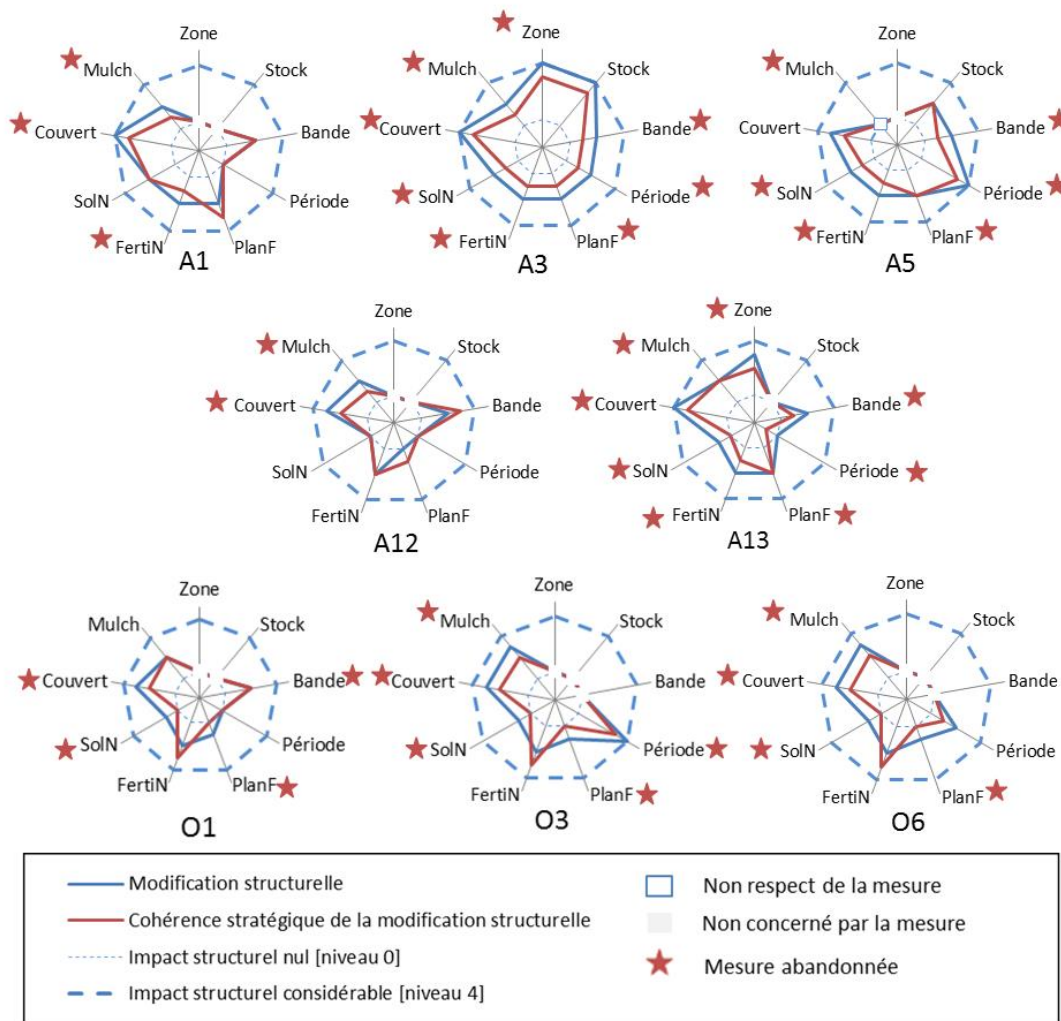 Zone
Mulch
Stock
Couvert
Bande
SolN
Période
FertiN
PlanF
A1
Zone
Mulch
Stock
Couvert
Bande
SolN
Période
FertiN
PlanF
A3
Zone
Mulch
Stock
Couvert
Bande
SolN
Période
FertiN
PlanF
A5
Zone
Mulch
Stock
Couvert
Bande
SolN
Période
FertiN
PlanF
A12
Zone
Mulch
Stock
Couvert
Bande
SolN
Période
FertiN
PlanF
A13
Zone
Mulch
Stock
Couvert
Bande
SolN
Période
FertiN
PlanF
O1
Zone
Mulch
Stock
Couvert
Bande
SolN
Période
FertiN
PlanF
O3
Zone
Mulch
Stock
Couvert
Bande
SolN
Période
FertiN
PlanF
O6
Modification structurelle
Cohérence stratégique de la modification structurelle
Impact structurel nul [niveau 0]
Impact structurel considérable [niveau 4]
Non respect de la mesure
Non concerné par la mesure
Mesure abandonnée